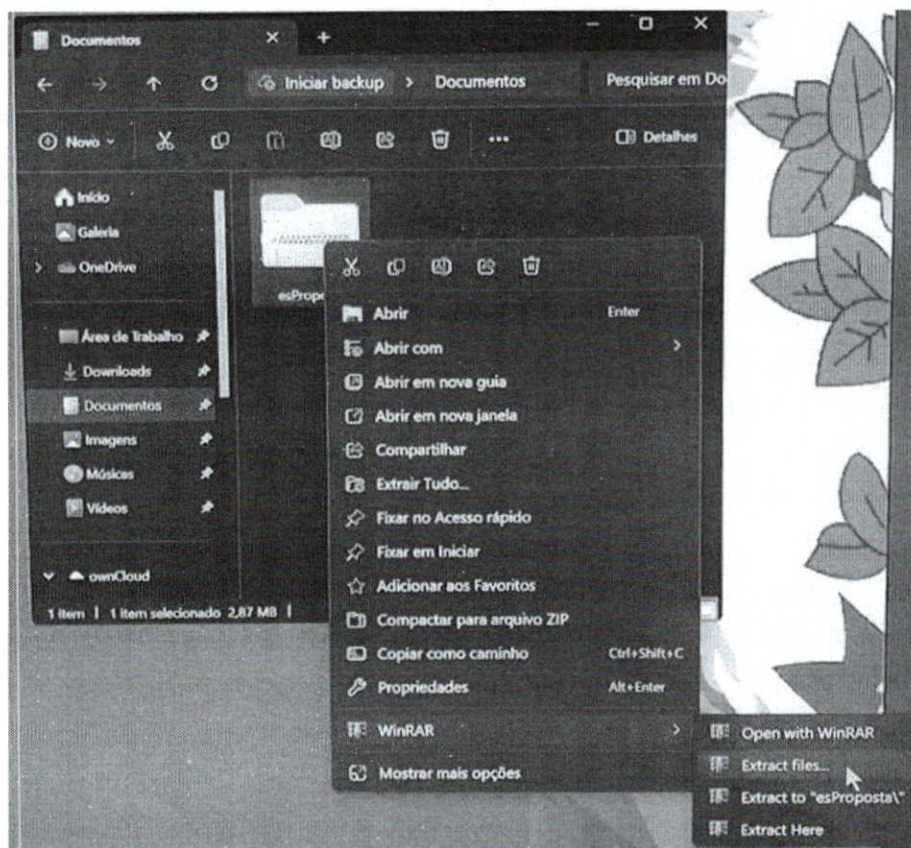 Documentos
Iniciar backup > Documentos
Pesquisar em Do
Novo
Detalhes
Início
Galeria
OneDrive
Área de Trabalho
Downloads
Documentos
Imagens
Músicas
Vídeos
ownCloud
1 item | 1 item selecionado 2,87 MB |
esPropo
Abrir Enter
Abrir com
Abrir em nova guia
Abrir em nova janela
Compartilhar
Extrair Tudo...
Fixar no Acesso rápido
Fixar em Iniciar
Adicionar aos Favoritos
Compactar para arquivo ZIP
Copiar como caminho Ctrl+Shift+C
Propriedades Alt+Enter
WinRAR
Mostrar mais opções
Open with WinRAR
Extract files...
Extract to "esProposta\"
Extract Here